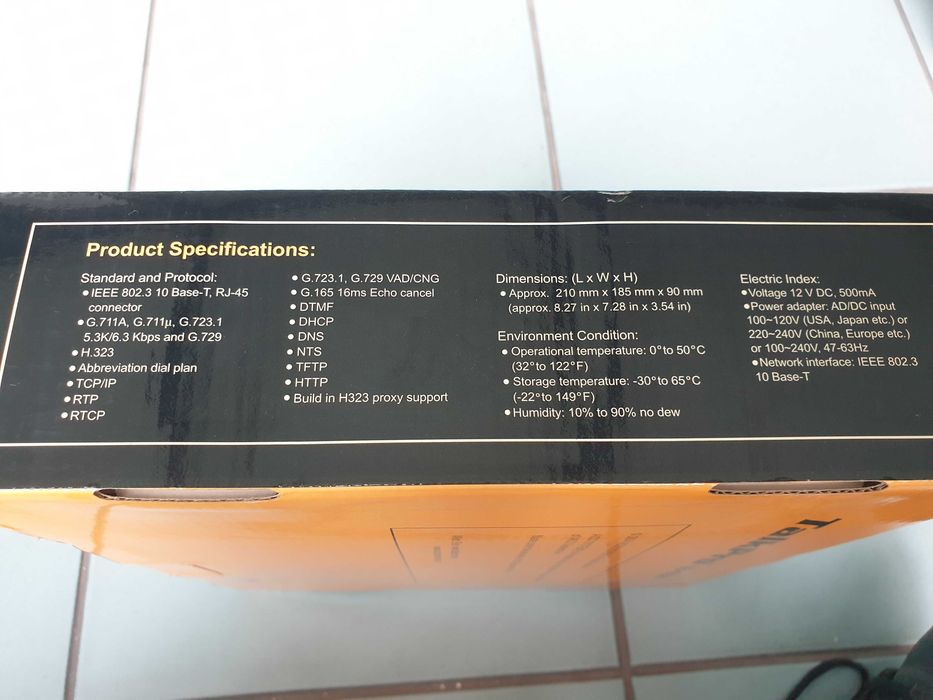 Product Specifications:
Standard and Protocol:
● IEEE 802.3 10 Base-T, RJ-45
connector
● G.711A, G.711µ, G.723.1
5.3K/6.3 Kbps and G.729
● H.323
● Abbreviation dial plan
● TCP/IP
● RTP
● RTCP
● G.723.1, G.729 VAD/CNG
● G.165 16ms Echo cancel
● DTMF
● DHCP
● DNS
● NTS
● TFTP
● HTTP
● Build in H323 proxy support
Dimensions: (L x W x H)
● Approx. 210 mm x 185 mm x 90 mm
(approx. 8.27 in x 7.28 in x 3.54 in)
Environment Condition:
● Operational temperature: 0° to 50°C
(32° to 122°F)
● Storage temperature: -30° to 65°C
(-22° to 149°F)
● Humidity: 10% to 90% no dew
Electric Index:
● Voltage 12 V DC, 500mA
● Power adapter: AD/DC input
100~120V (USA, Japan etc.) or
220~240V (China, Europe etc.)
or 100~240V, 47-63Hz
● Network interface: IEEE 802.3
10 Base-T